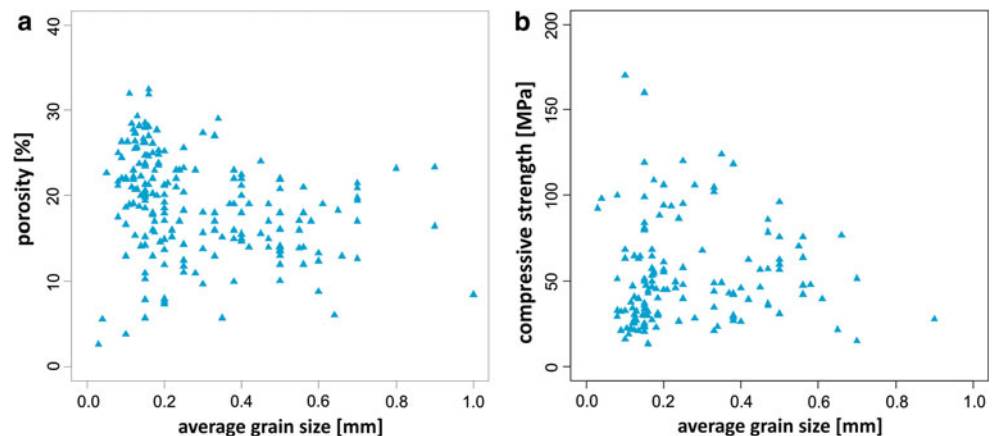 a
porosity [%]
40
30
20
10
0
0.0 0.2 0.4 0.6 0.8 1.0
average grain size [mm]
b
compressive strength [MPa]
200
150
100
50
0
0.0 0.2 0.4 0.6 0.8 1.0
average grain size [mm]